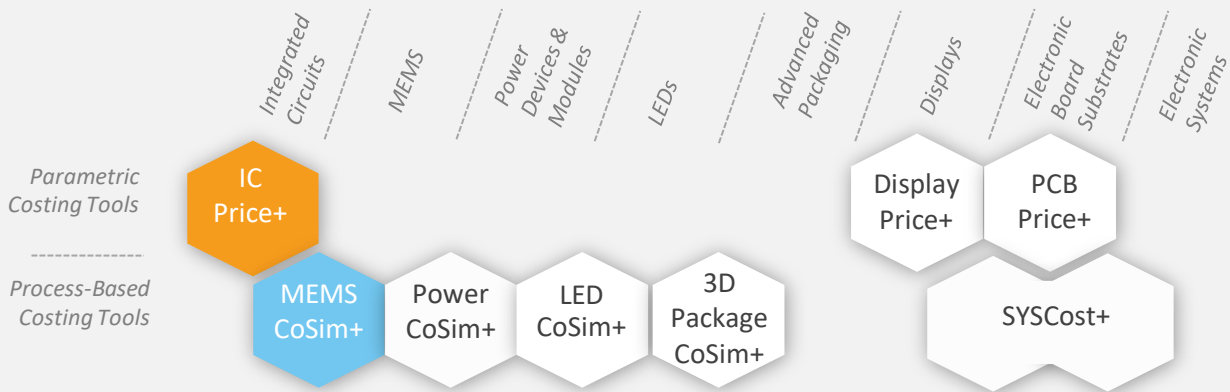 Integrated
Circuits
MEMS
Power
Devices &
Modules
LEDs
Advanced
Packaging
Displays
Electronic
Board
Substrates
Electronic
Systems
Parametric
Costing Tools
IC
Price+
Display
Price+
PCB
Price+
Process-Based
Costing Tools
MEMS
CoSim+
Power
CoSim+
LED
CoSim+
3D
Package
CoSim+
SYSCost+